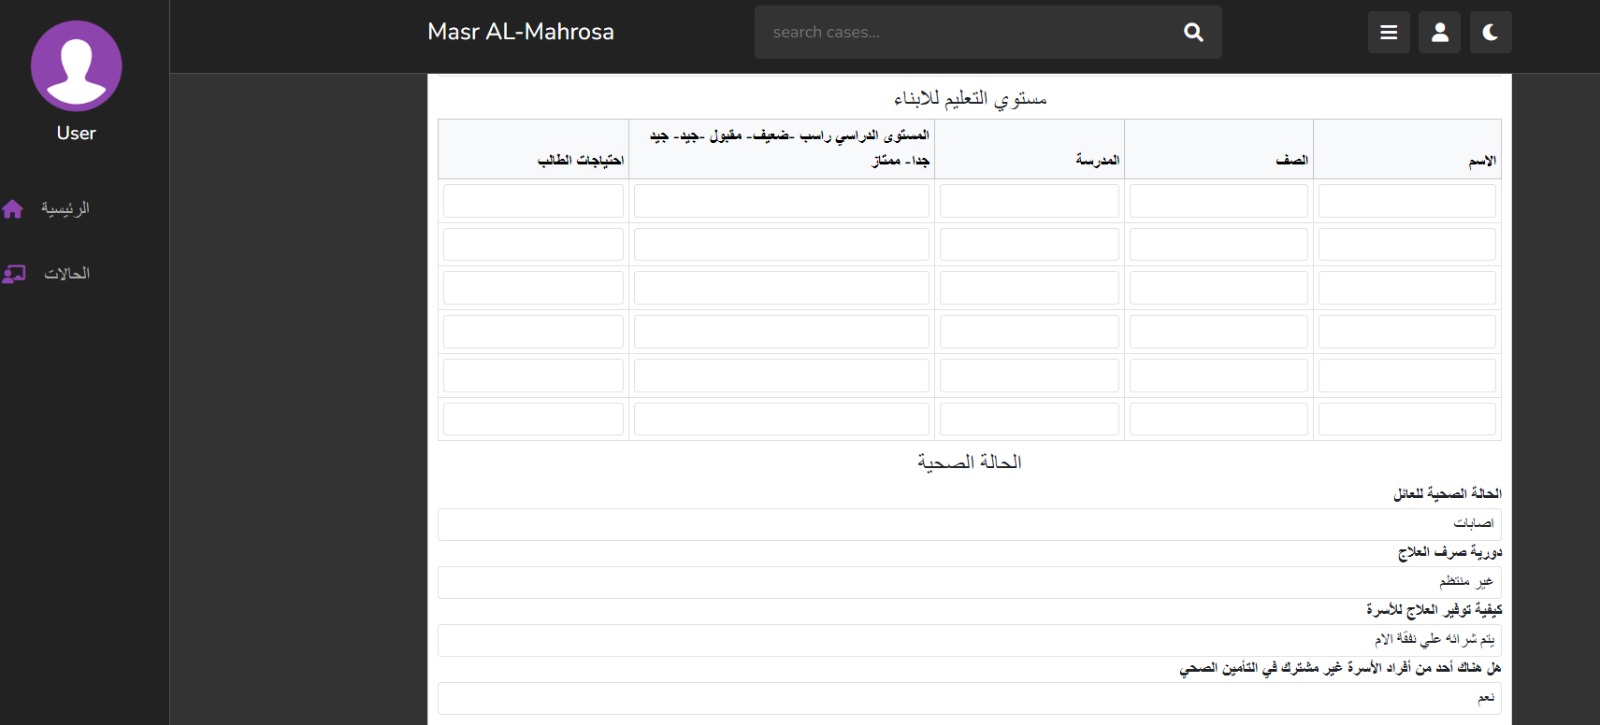 Masr AL-Mahrosa
search cases...
User
الرئيسية
الحالات
مستوي التعليم للابناء
الاسم
الصف
المدرسة
المستوى الدراسي راسب -ضعيف- مقبول -جيد- جيد
جدا- ممتاز
احتياجات الطالب
الحالة الصحية
الحالة الصحية للعائل
اصابات
دورية صرف العلاج
غير منتظم
كيفية توفير العلاج للأسرة
يتم شرائه علي نفقة الام
هل هناك أحد من أفراد الأسرة غير مشترك في التأمين الصحي
نعم